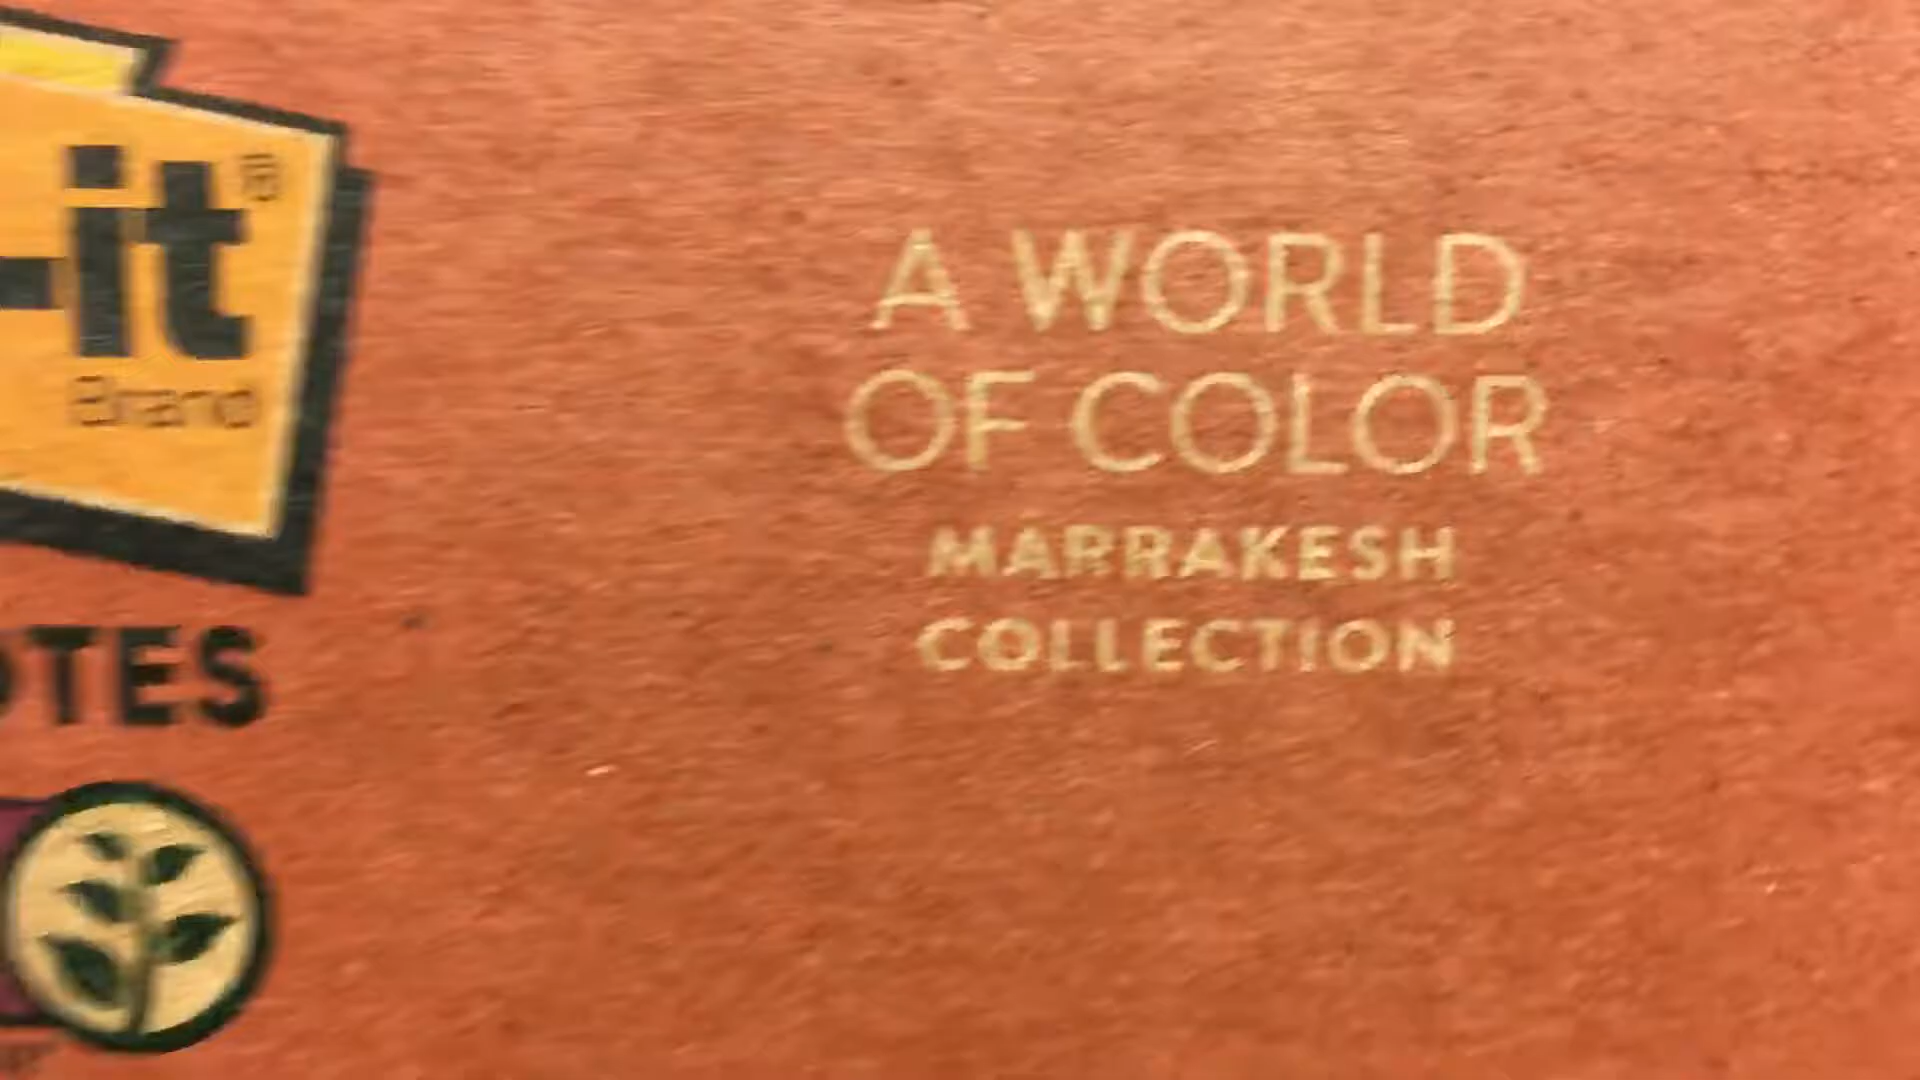 -it®
Brand
OTES
A WORLD
OF COLOR
MARRAKESH
COLLECTION